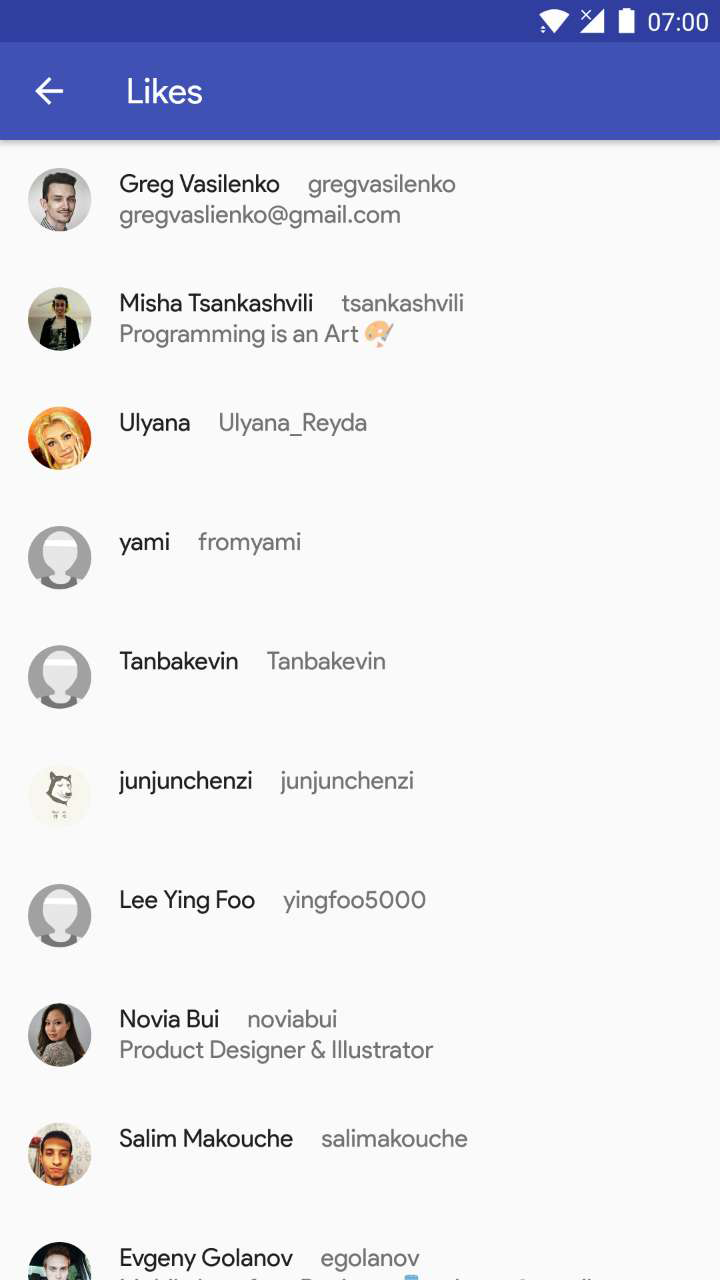 07:00
Likes
Greg Vasilenko gregvasilenko
gregvaslienko@gmail.com
Misha Tsankashvili tsankashvili
Programming is an Art 🎨
Ulyana Ulyana_Reyda
yami fromyami
Tanbakevin Tanbakevin
junjunchenzi junjunchenzi
Lee Ying Foo yingfoo5000
Novia Bui noviabui
Product Designer & Illustrator
Salim Makouche salimakouche
Evgeny Golanov egolanov